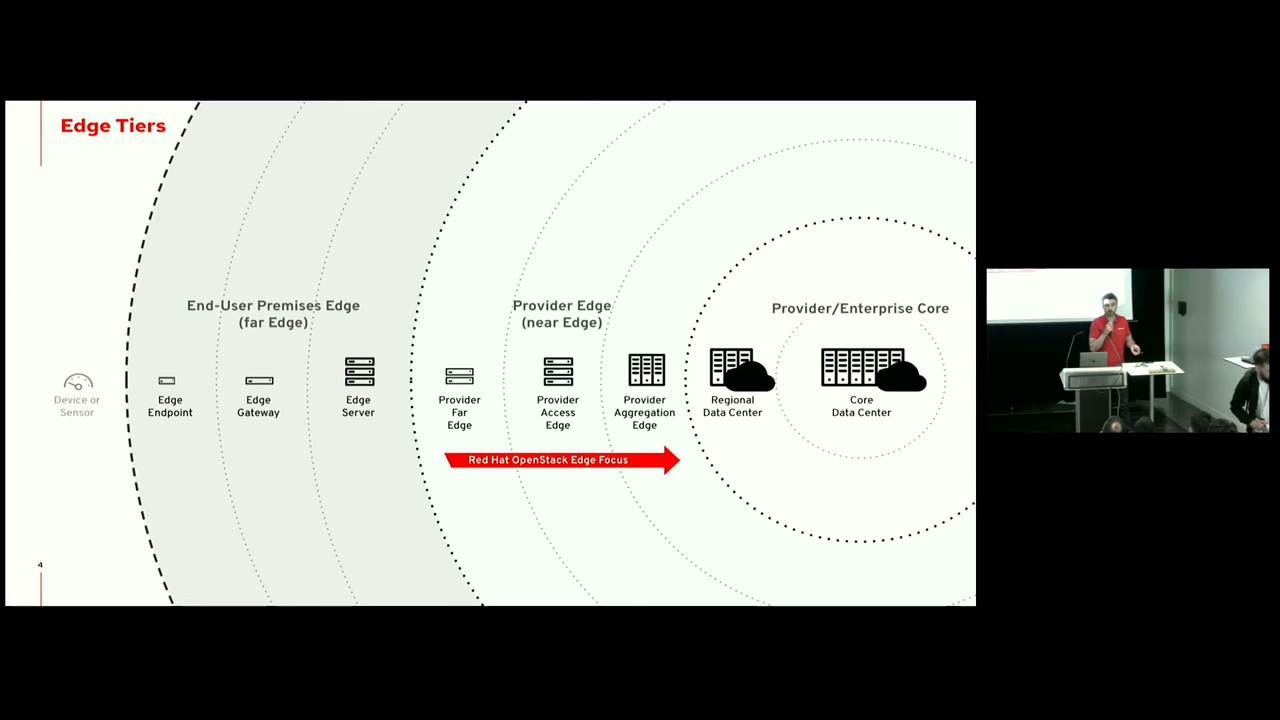 Edge Tiers
End-User Premises Edge
(far Edge)
Provider Edge
(near Edge)
Provider/Enterprise Core
Device or
Sensor
Edge
Endpoint
Edge
Gateway
Edge
Server
Provider
Far
Edge
Provider
Access
Edge
Provider
Aggregation
Edge
Regional
Data Center
Core
Data Center
Red Hat OpenStack Edge Focus
4